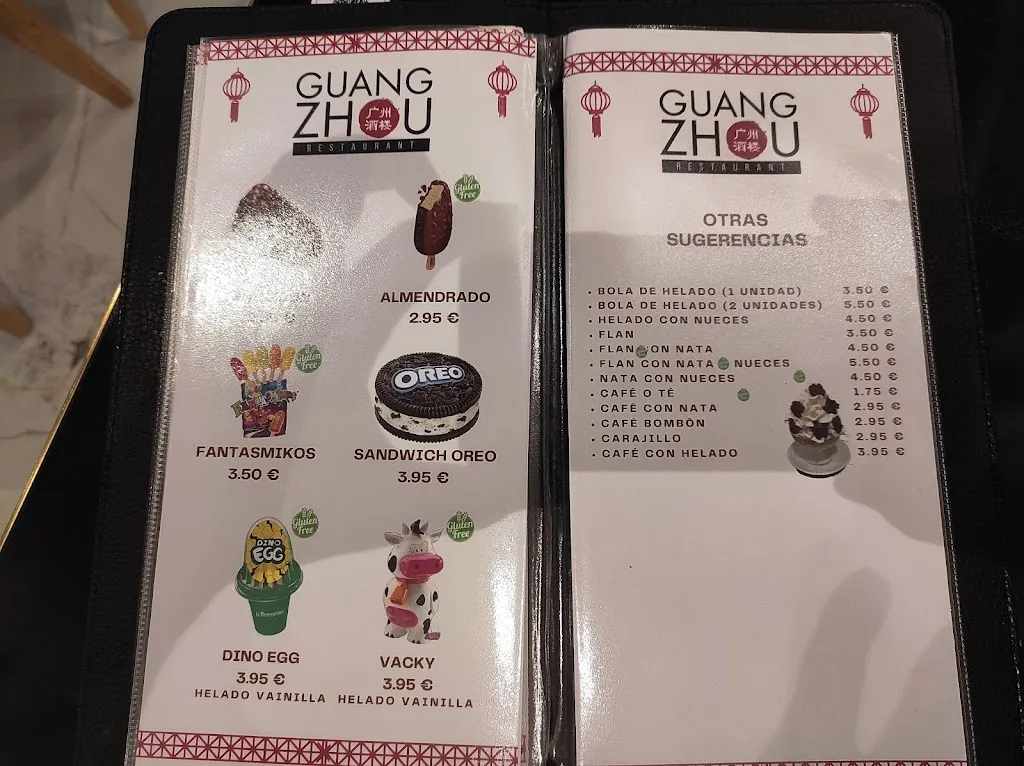 GUANG
ZHOU
广州
酒楼
RESTAURANT
Gluten
Free
ALMENDRADO
2.95 €
Gluten
Free
FANTASMIKOS
3.50 €
OREO
SANDWICH OREO
3.95 €
Gluten
Free
DINO
EGG
DINO EGG
3.95 €
HELADO VAINILLA
Gluten
Free
VACKY
3.95 €
HELADO VAINILLA
GUANG
ZHOU
广州
酒楼
RESTAURANT
OTRAS
SUGERENCIAS
• BOLA DE HELADO (1 UNIDAD) 3.50 €
• BOLA DE HELADO (2 UNIDADES) 5.50 €
• HELADO CON NUECES 4.50 €
• FLAN 3.50 €
• FLAN CON NATA 4.50 €
• FLAN CON NATA NUECES 5.50 €
• NATA CON NUECES 4.50 €
• CAFÉ O TÉ 1.75 €
• CAFÉ CON NATA 2.95 €
• CAFÉ BOMBÓN 2.95 €
• CARAJILLO 2.95 €
• CAFÉ CON HELADO 3.95 €